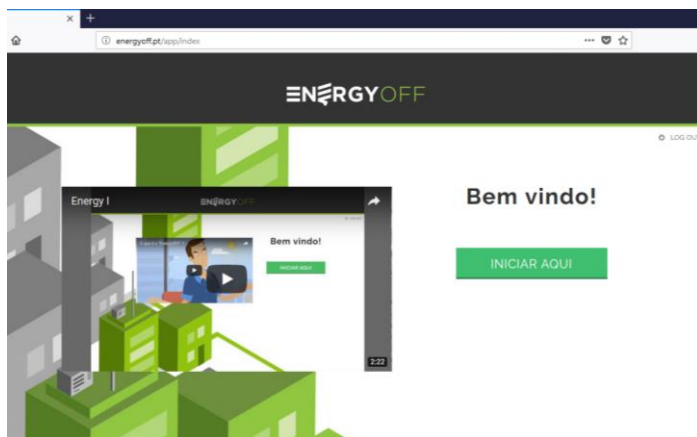 energyoff.pt/app/index
ENERGYOFF
LOG OU
Bem vindo!
INICIAR AQUI
Energy I
ENERGYOFF
Bem vindo!
INICIAR AQUI
2:22